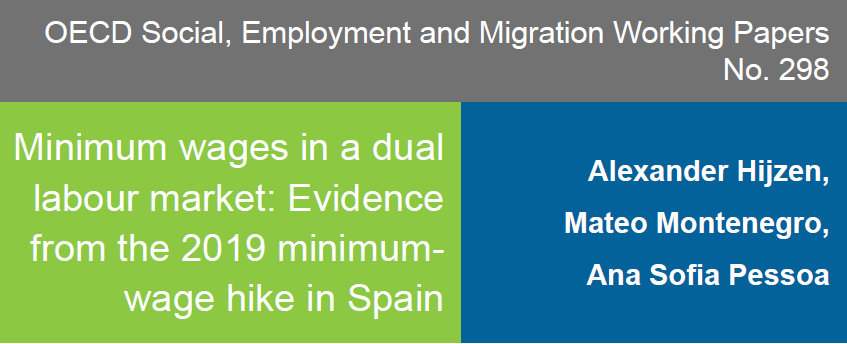 OECD Social, Employment and Migration Working Papers
No. 298
Minimum wages in a dual
labour market: Evidence
from the 2019 minimum-
wage hike in Spain
Alexander Hijzen,
Mateo Montenegro,
Ana Sofia Pessoa